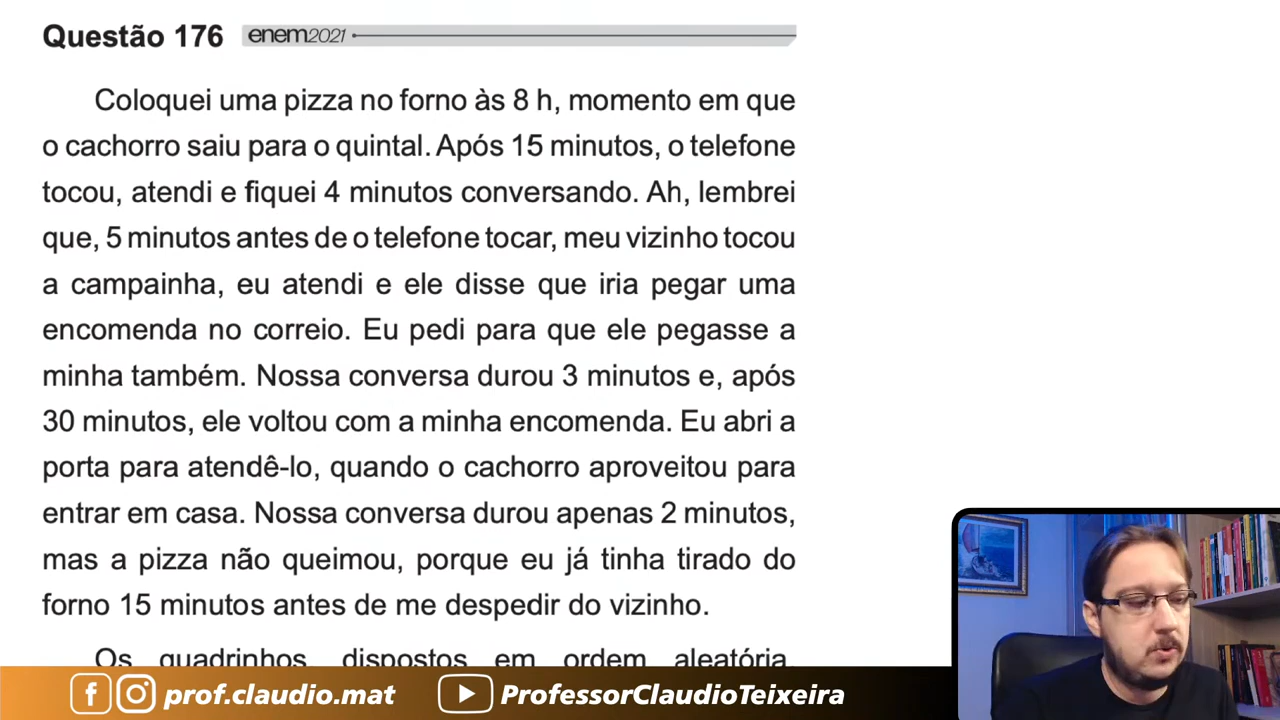 Questão 176 enem2021
Coloquei uma pizza no forno às 8 h, momento em que
o cachorro saiu para o quintal. Após 15 minutos, o telefone
tocou, atendi e fiquei 4 minutos conversando. Ah, lembrei
que, 5 minutos antes de o telefone tocar, meu vizinho tocou
a campainha, eu atendi e ele disse que iria pegar uma
encomenda no correio. Eu pedi para que ele pegasse a
minha também. Nossa conversa durou 3 minutos e, após
30 minutos, ele voltou com a minha encomenda. Eu abri a
porta para atendê-lo, quando o cachorro aproveitou para
entrar em casa. Nossa conversa durou apenas 2 minutos,
mas a pizza não queimou, porque eu já tinha tirado do
forno 15 minutos antes de me despedir do vizinho.
Os quadrinhos, dispostos em ordem aleatória,
prof.claudio.mat ProfessorClaudioTeixeira